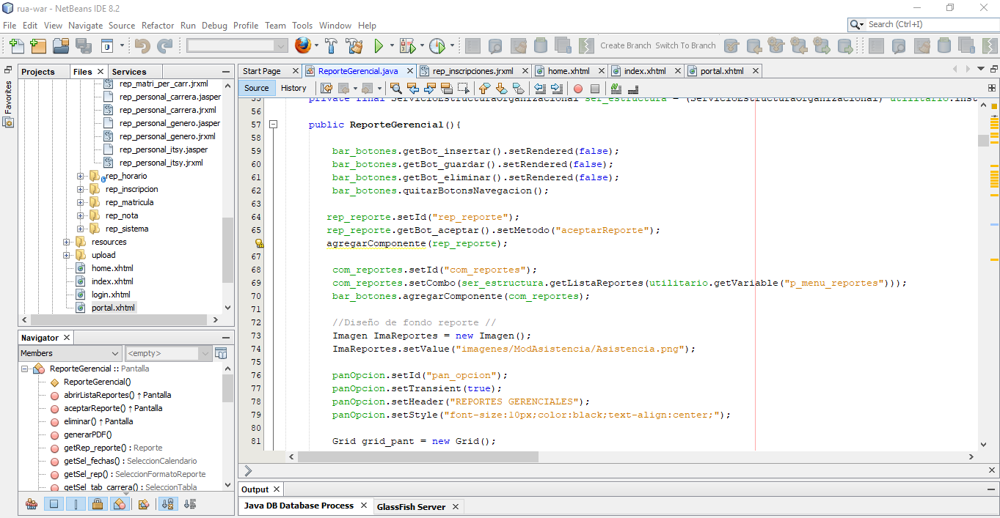 rua-war - NetBeans IDE 8.2
File Edit View Navigate Source Refactor Run Debug Profile Team Tools Window Help
Search (Ctrl+I)
Create Branch Switch To Branch
Favorites
Projects Files Services
rep_matri_per_carr.jrxml
rep_personal_carrera.jasper
rep_personal_carrera.jrxml
rep_personal_genero.jasper
rep_personal_genero.jrxml
rep_personal_itsy.jasper
rep_personal_itsy.jrxml
rep_horario
rep_inscripcion
rep_matricula
rep_nota
rep_sistema
resources
upload
home.xhtml
index.xhtml
login.xhtml
portal.xhtml
Navigator
Members <empty>
ReporteGerencial :: Pantalla
ReporteGerencial()
abrirListaReportes() ↑ Pantalla
aceptarReporte() ↑ Pantalla
eliminar() ↑ Pantalla
generarPDF()
getRep_reporte() : Reporte
getSel_fechas() : SeleccionCalendario
getSel_rep() : SeleccionFormatoReporte
getSel_tab_carrera() : SeleccionTabla
Start Page ReporteGerencial.java rep_inscripciones.jrxml home.xhtml index.xhtml portal.xhtml
Source History
55 private final ServicioEstructuraOrganizacional ser_estructura = (ServicioEstructuraOrganizacional) utilitario.inst
56
57 public ReporteGerencial(){
58
59 bar_botones.getBot_insertar().setRendered(false);
60 bar_botones.getBot_guardar().setRendered(false);
61 bar_botones.getBot_eliminar().setRendered(false);
62 bar_botones.quitarBotonsNavegacion();
63
64 rep_reporte.setId("rep_reporte");
65 rep_reporte.getBot_aceptar().setMetodo("aceptarReporte");
agregarComponente(rep_reporte);
67
68 com_reportes.setId("com_reportes");
69 com_reportes.setCombo(ser_estructura.getListaReportes(utilitario.getVariable("p_menu_reportes")));
70 bar_botones.agregarComponente(com_reportes);
71
72 //Diseño de fondo reporte //
73 Imagen ImaReportes = new Imagen();
74 ImaReportes.setValue("imagenes/ModAsistencia/Asistencia.png");
75
76 panOpcion.setId("pan_opcion");
77 panOpcion.setTransient(true);
78 panOpcion.setHeader("REPORTES GERENCIALES");
79 panOpcion.setStyle("font-size:10px;color:black;text-align:center;");
80
81 Grid grid_pant = new Grid();
Output
Java DB Database Process GlassFish Server